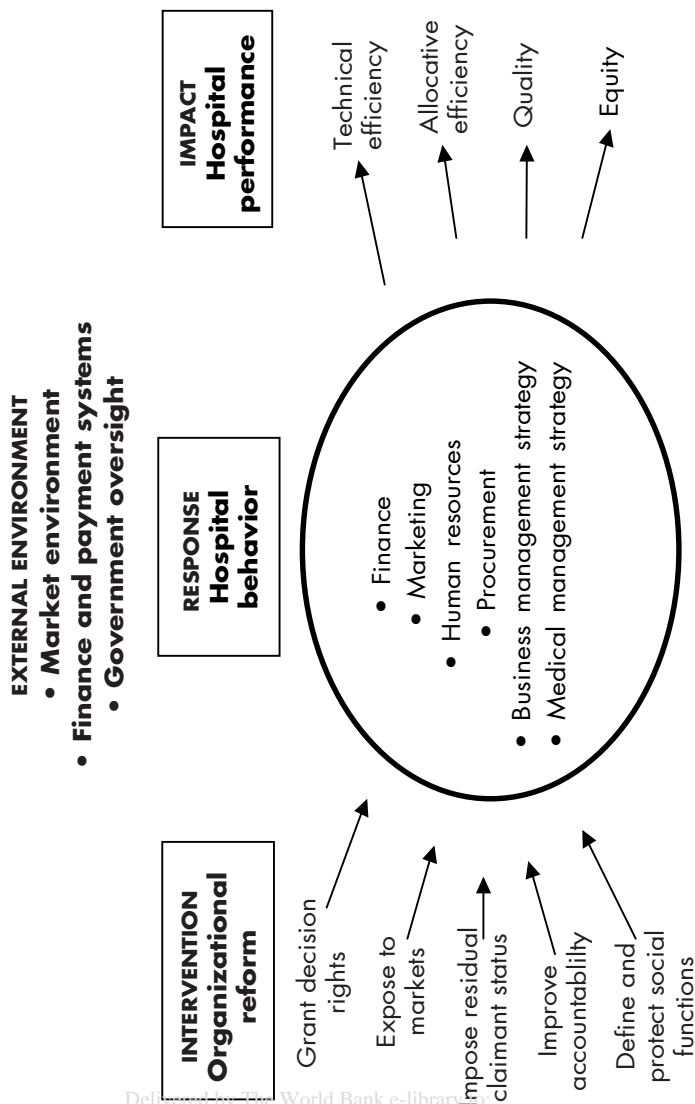 EXTERNAL ENVIRONMENT
• Market environment
• Finance and payment systems
• Government oversight
INTERVENTION
Organizational
reform
Grant decision
rights
Expose to
markets
mpose residual
claimant status
Improve
accountablilty
Define and
protect social
functions
RESPONSE
Hospital
behavior
• Finance
• Marketing
• Human resources
• Procurement
• Business management strategy
• Medical management strategy
IMPACT
Hospital
performance
Technical
efficiency
Allocative
efficiency
Quality
Equity
Delivered by The World Bank e-library to: